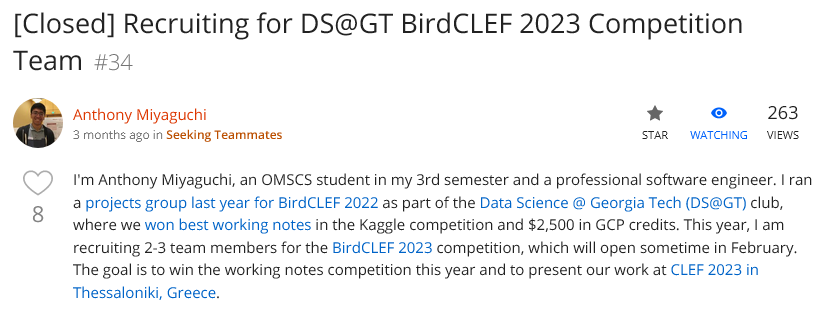 [Closed] Recruiting for DS@GT BirdCLEF 2023 Competition
Team #34
Anthony Miyaguchi
3 months ago in Seeking Teammates
STAR
WATCHING
263
VIEWS
8
I'm Anthony Miyaguchi, an OMSCS student in my 3rd semester and a professional software engineer. I ran
a projects group last year for BirdCLEF 2022 as part of the Data Science @ Georgia Tech (DS@GT) club,
where we won best working notes in the Kaggle competition and $2,500 in GCP credits. This year, I am
recruiting 2-3 team members for the BirdCLEF 2023 competition, which will open sometime in February.
The goal is to win the working notes competition this year and to present our work at CLEF 2023 in
Thessaloniki, Greece.